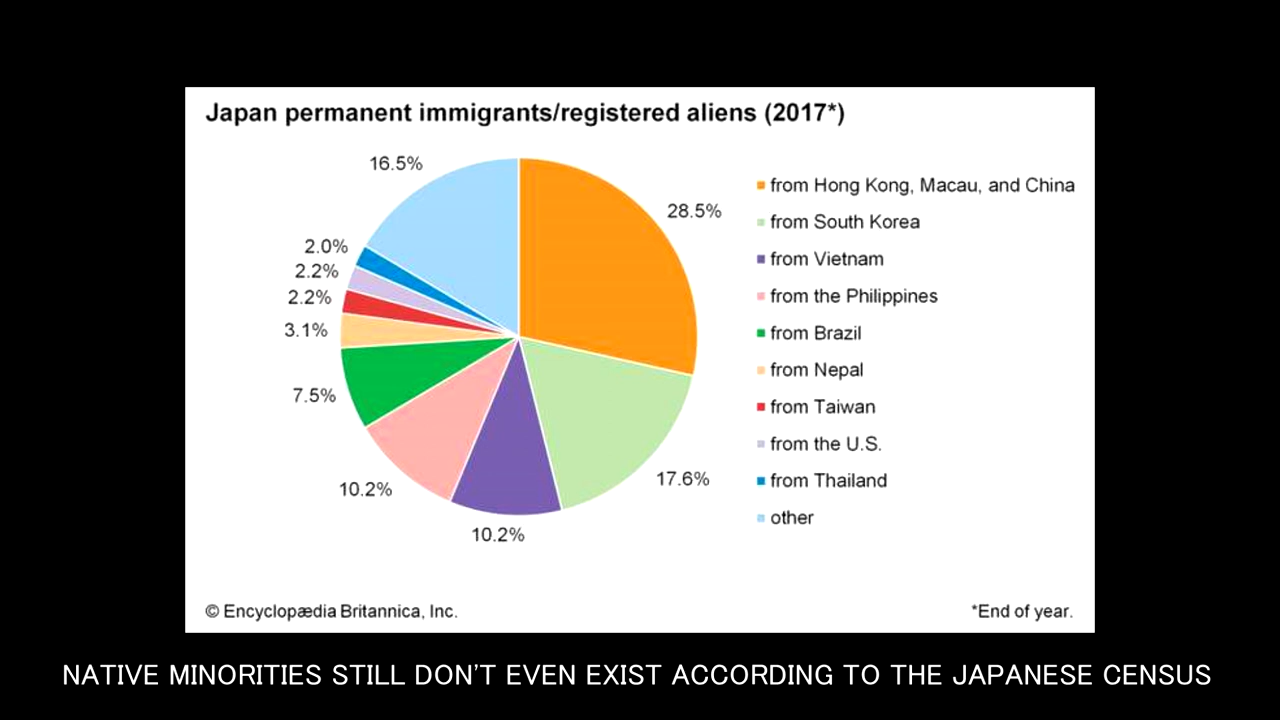 Japan permanent immigrants/registered aliens (2017*)
16.5%
28.5%
2.0%
2.2%
2.2%
3.1%
7.5%
10.2%
10.2%
17.6%
from Hong Kong, Macau, and China
from South Korea
from Vietnam
from the Philippines
from Brazil
from Nepal
from Taiwan
from the U.S.
from Thailand
other
© Encyclopædia Britannica, Inc.
*End of year.
NATIVE MINORITIES STILL DON'T EVEN EXIST ACCORDING TO THE JAPANESE CENSUS